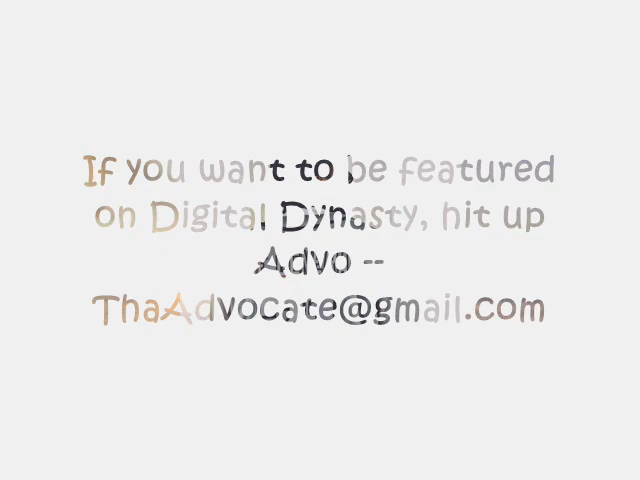 If you want to be featured
on Digital Dynasty, hit up
Advo --
ThaAdvocate@gmail.com